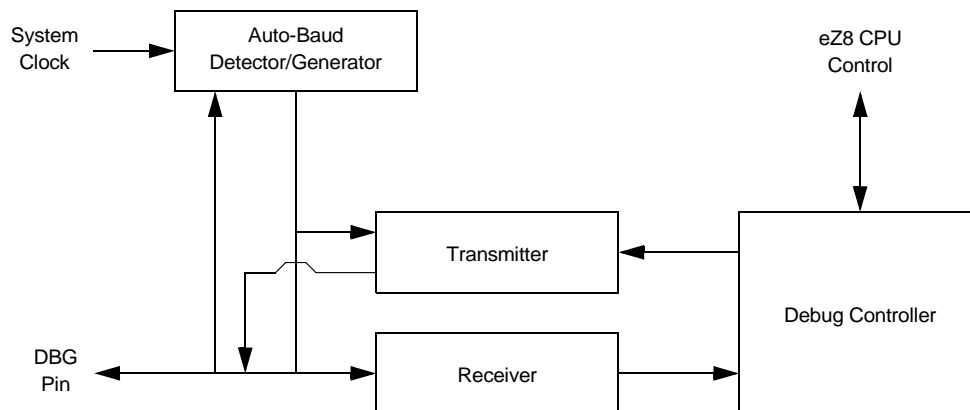 System
Clock
Auto-Baud
Detector/Generator
eZ8 CPU
Control
Transmitter
Debug Controller
DBG
Pin
Receiver